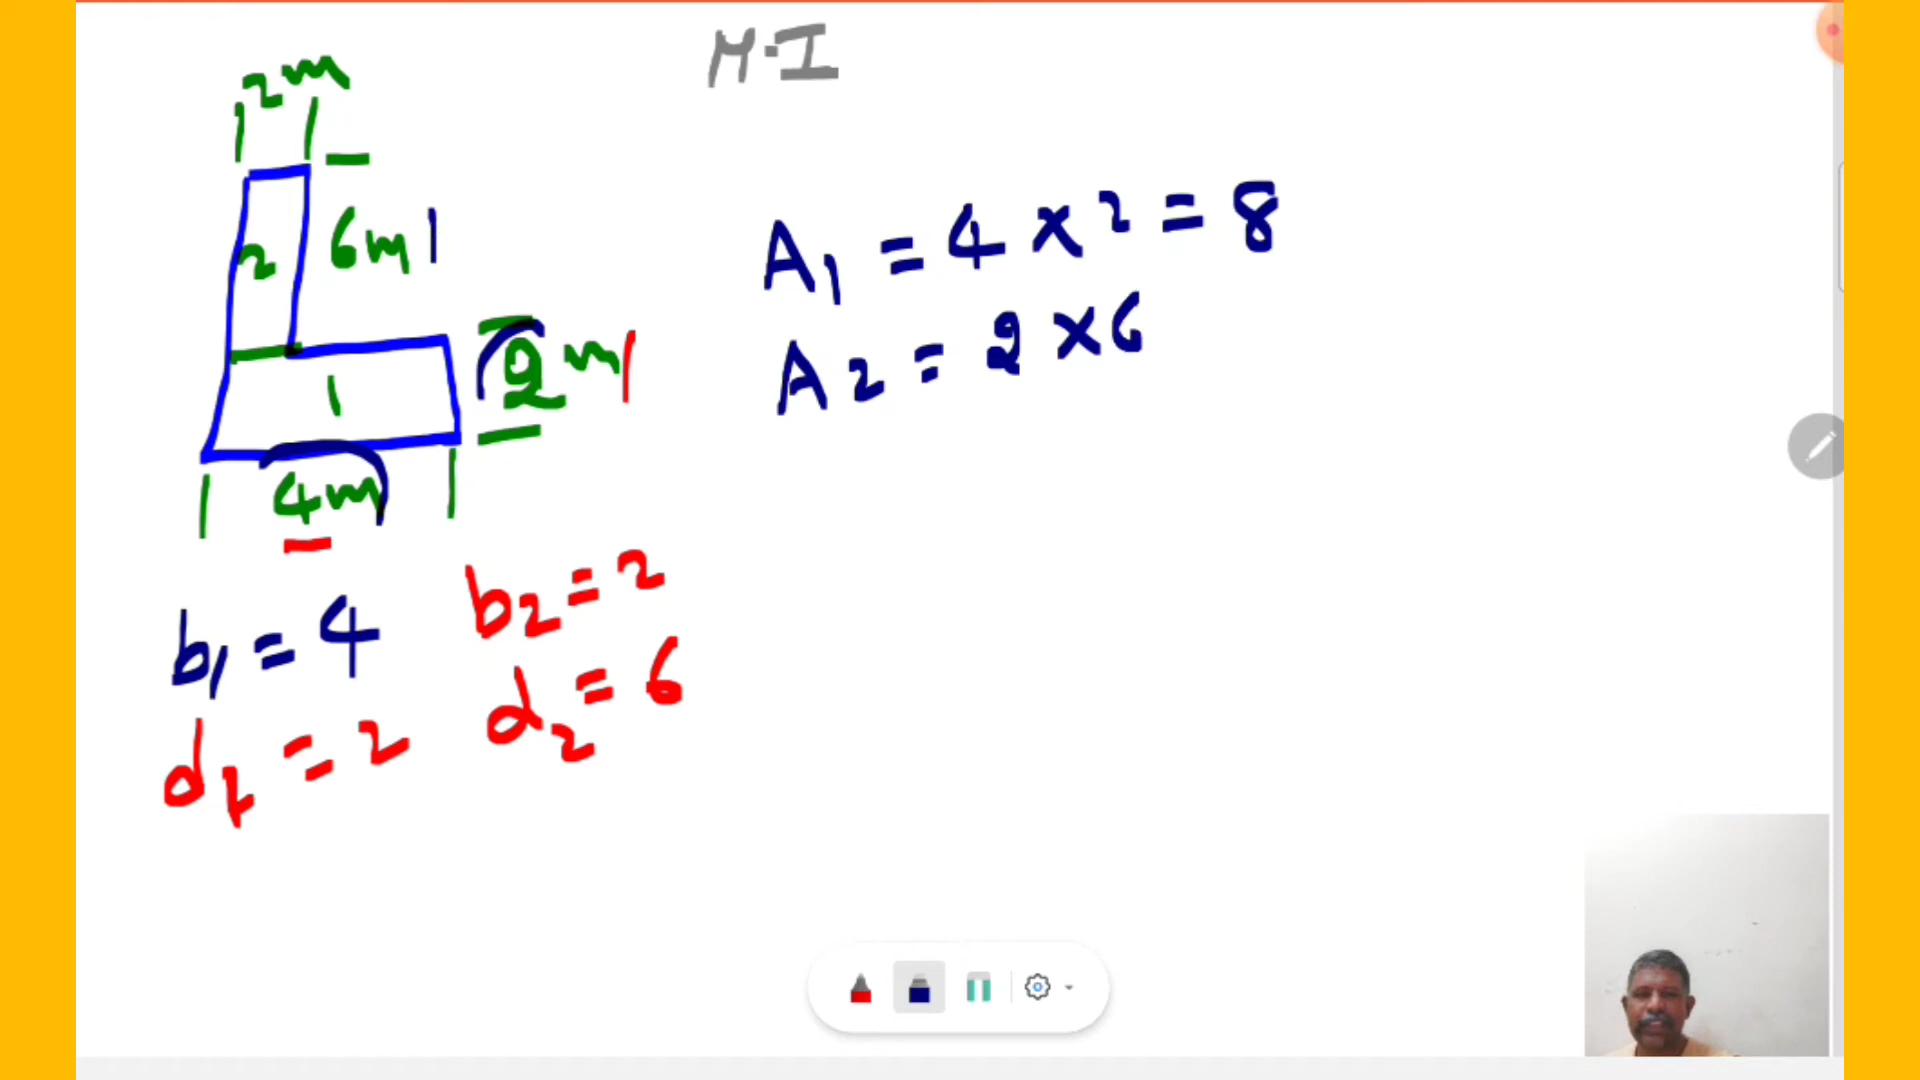 M.I
2m
2
6m
A1 = 4 x 2 = 8
A2 = 2 x 6
2m
1
4m
b1 = 4
b2 = 2
d2 = 6
= 2